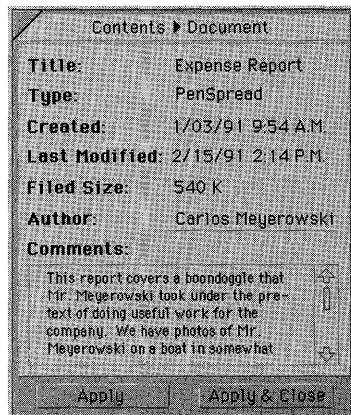 Contents ▶ Document
Title: Expense Report
Type: PenSpread
Created: 1/03/91 9:54 A.M.
Last Modified: 2/15/91 2:14 P.M.
Filed Size: 540 K
Author: Carlos Meyerowski
Comments:
This report covers a boondoggle that
Mr. Meyerowski took under the pre-
text of doing useful work for the
company. We have photos of Mr.
Meyerowski on a boat in somewhat
Apply Apply & Close